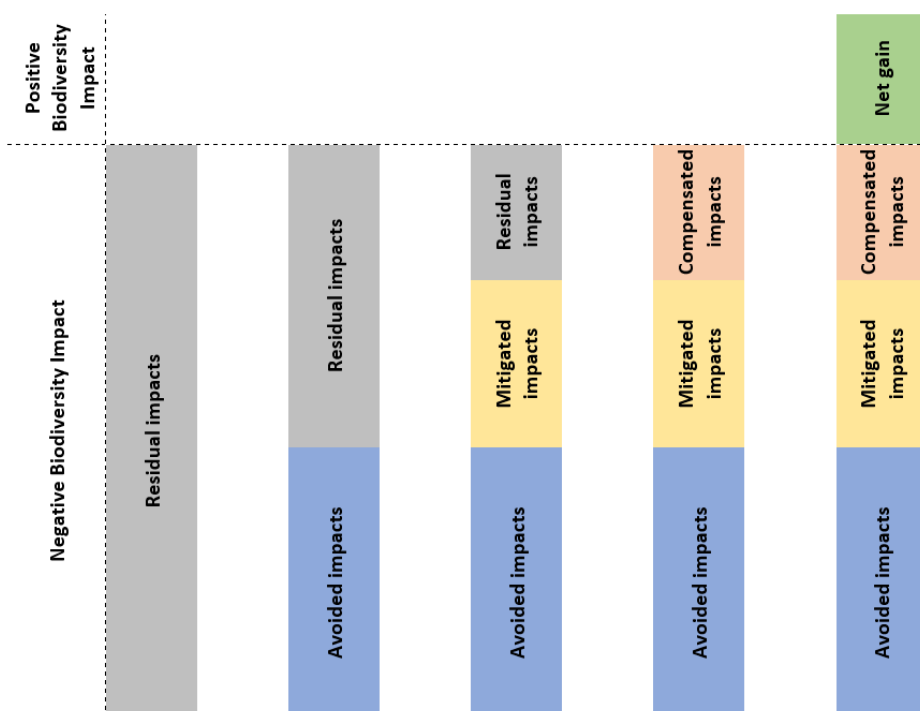 Positive
Biodiversity
Impact
Negative Biodiversity Impact
Residual impacts
Residual impacts
Avoided impacts
Residual
impacts
Mitigated
impacts
Avoided impacts
Compensated
impacts
Mitigated
impacts
Avoided impacts
Net gain
Compensated
impacts
Mitigated
impacts
Avoided impacts